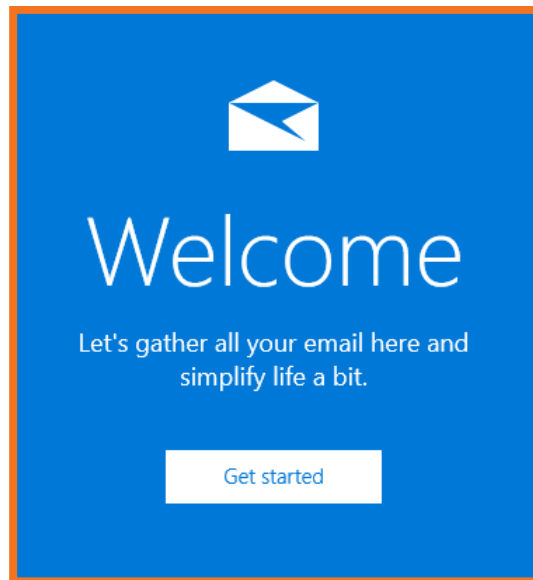 Welcome
Let's gather all your email here and
simplify life a bit.
Get started